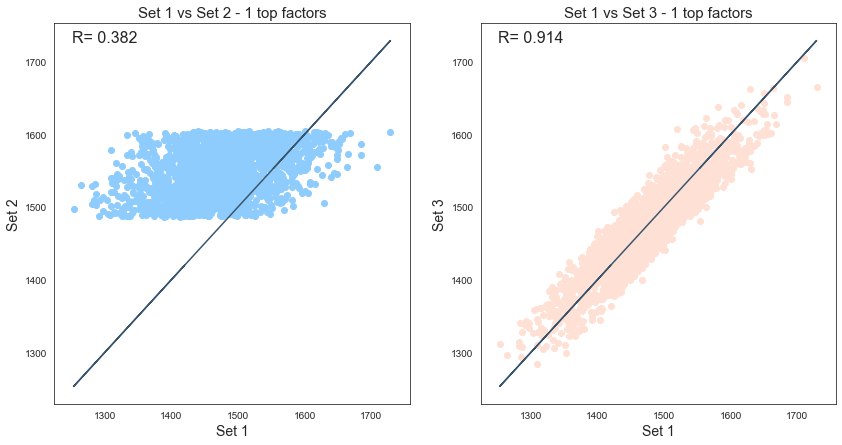 Set 1 vs Set 2 - 1 top factors
R= 0.382
1700
1600
1500
1400
1300
Set 2
1300 1400 1500 1600 1700
Set 1
Set 1 vs Set 3 - 1 top factors
R= 0.914
1700
1600
1500
1400
1300
Set 3
1300 1400 1500 1600 1700
Set 1